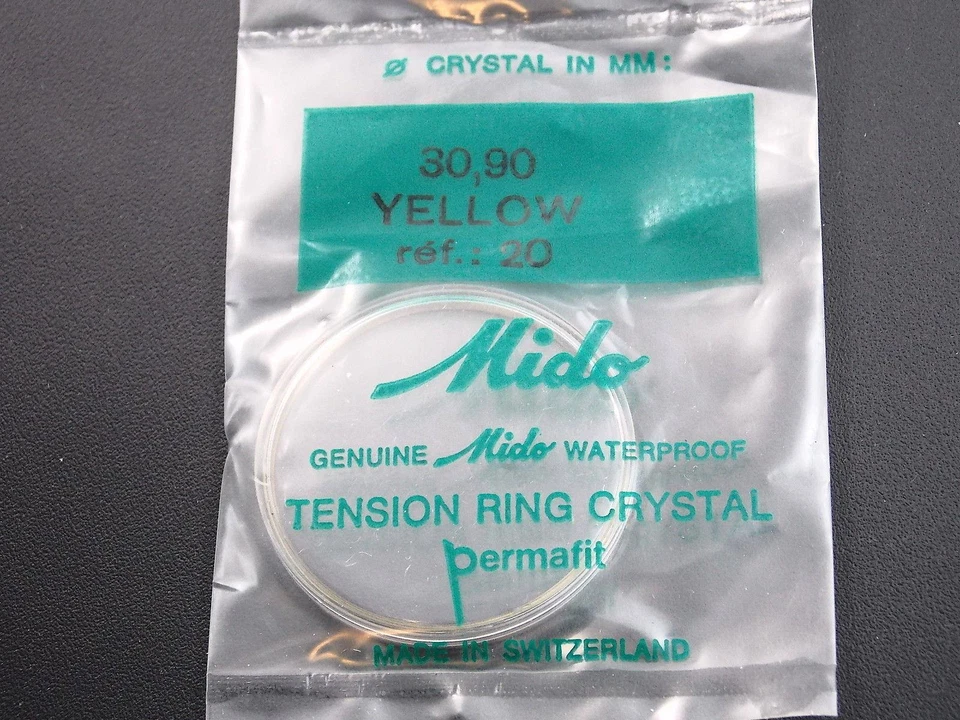 Ø CRYSTAL IN MM:
30,90
YELLOW
réf.: 20
Mido
GENUINE Mido WATERPROOF
TENSION RING CRYSTAL
permafit
MADE IN SWITZERLAND